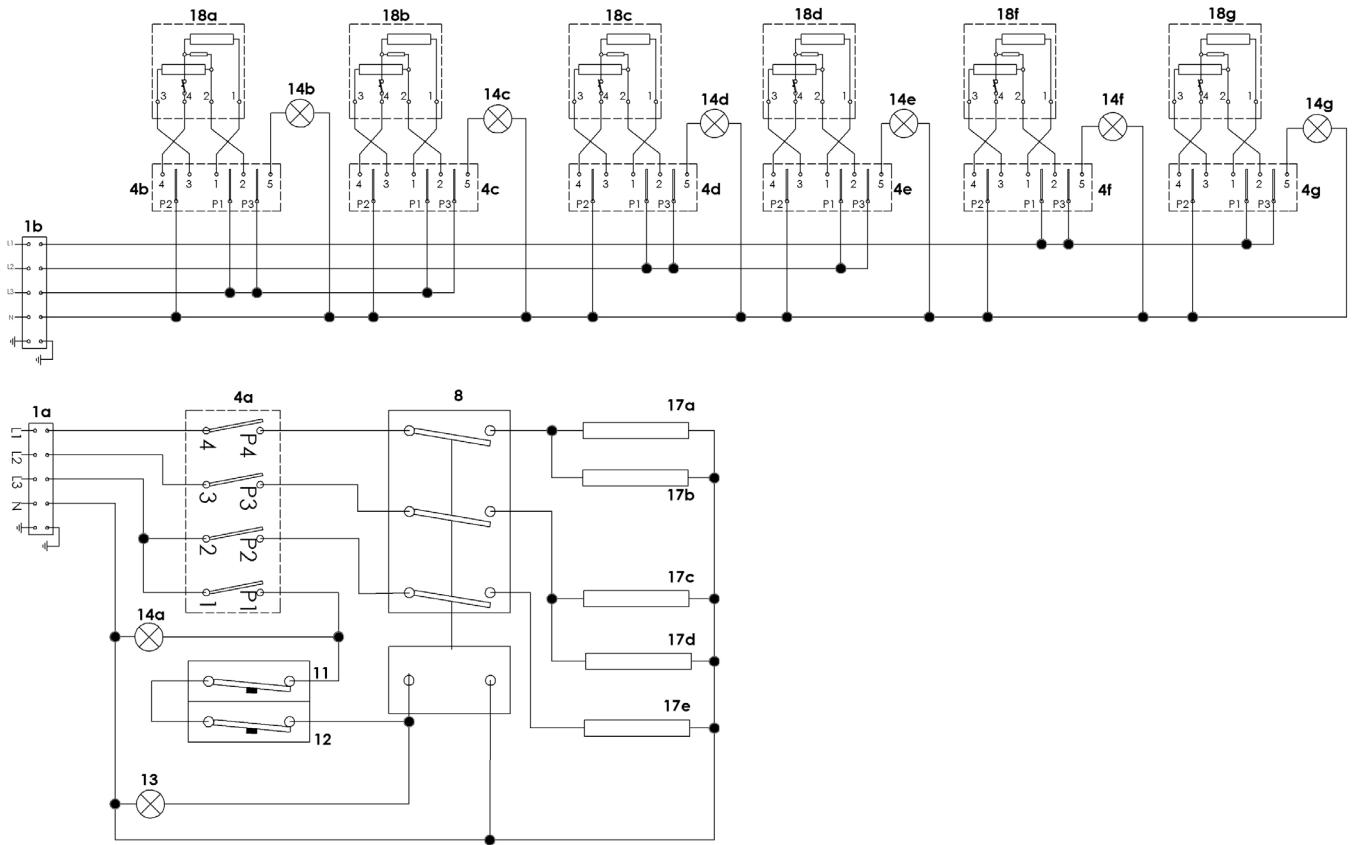 18a 18b 18c 18d 18f 18g
14b 14c 14d 14e 14f 14g
3 4 2 1 3 4 2 1 3 4 2 1 3 4 2 1 3 4 2 1 3 4 2 1
4 3 1 2 5 4 3 1 2 5 4 3 1 2 5 4 3 1 2 5 4 3 1 2 5 4 3 1 2 5
4b 4c 4d 4e 4f 4g
P2 P1 P3 P2 P1 P3 P2 P1 P3 P2 P1 P3 P2 P1 P3 P2 P1 P3
1b
L1
L2
L3
N
1a 4a 8 17a
L1 4 P4
L2
L3 3 P3 17b
N
2 P2
17c
1 P1
14a
17d
11
17e
12
13